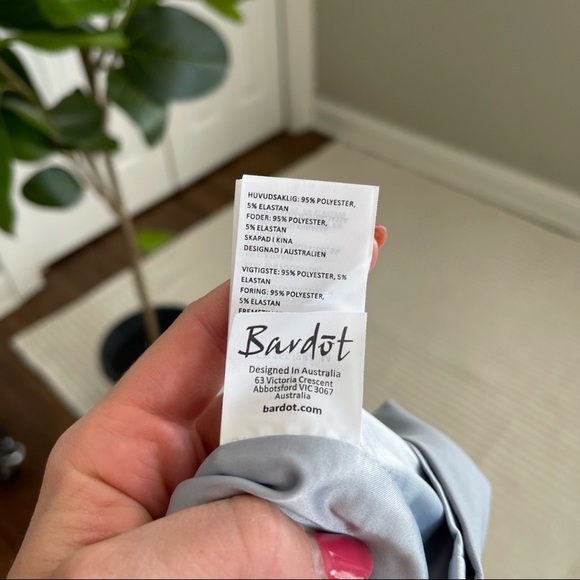 HUVUDSAKLIG: 95% POLYESTER,
5% ELASTAN
FODER: 95% POLYESTER,
5% ELASTAN
SKAPAD I KINA
DESIGNAD I AUSTRALIEN
VIGTIGSTE: 95% POLYESTER, 5%
ELASTAN
FORING: 95% POLYESTER,
5% ELASTAN
Bardot
Designed In Australia
63 Victoria Crescent
Abbotsford VIC 3067
Australia
bardot.com